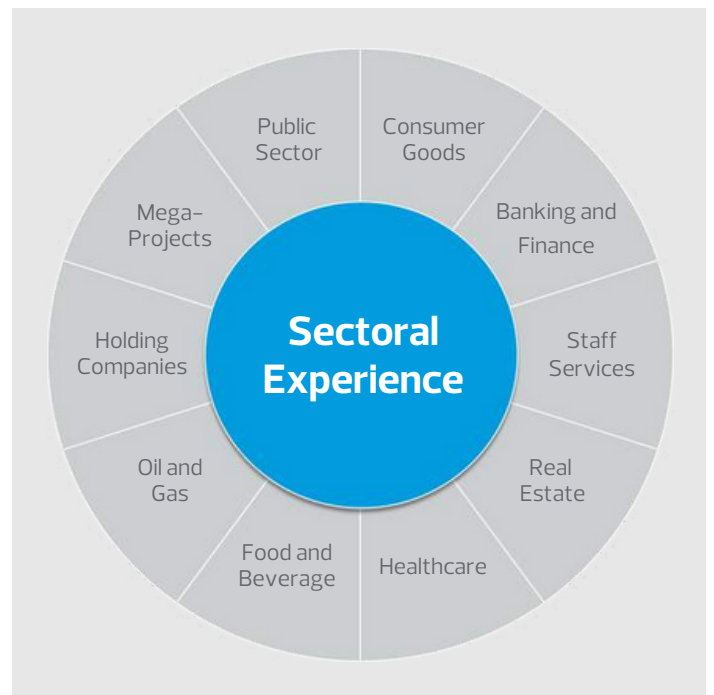 Public
Sector
Consumer
Goods
Banking and
Finance
Staff
Services
Real
Estate
Healthcare
Food and
Beverage
Oil and
Gas
Holding
Companies
Mega-
Projects
Sectoral
Experience